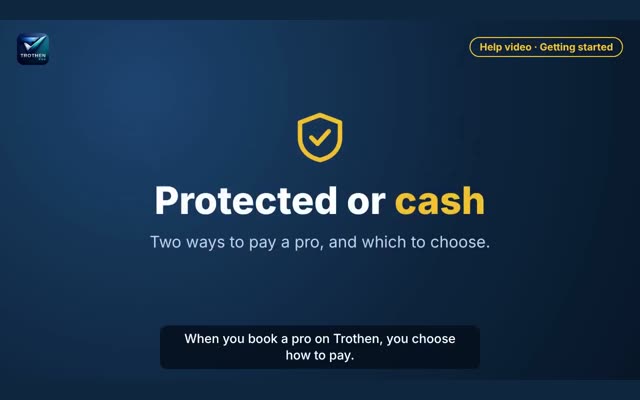 TROTHEN
Help video · Getting started
Protected or cash
Two ways to pay a pro, and which to choose.
When you book a pro on Trothen, you choose
how to pay.